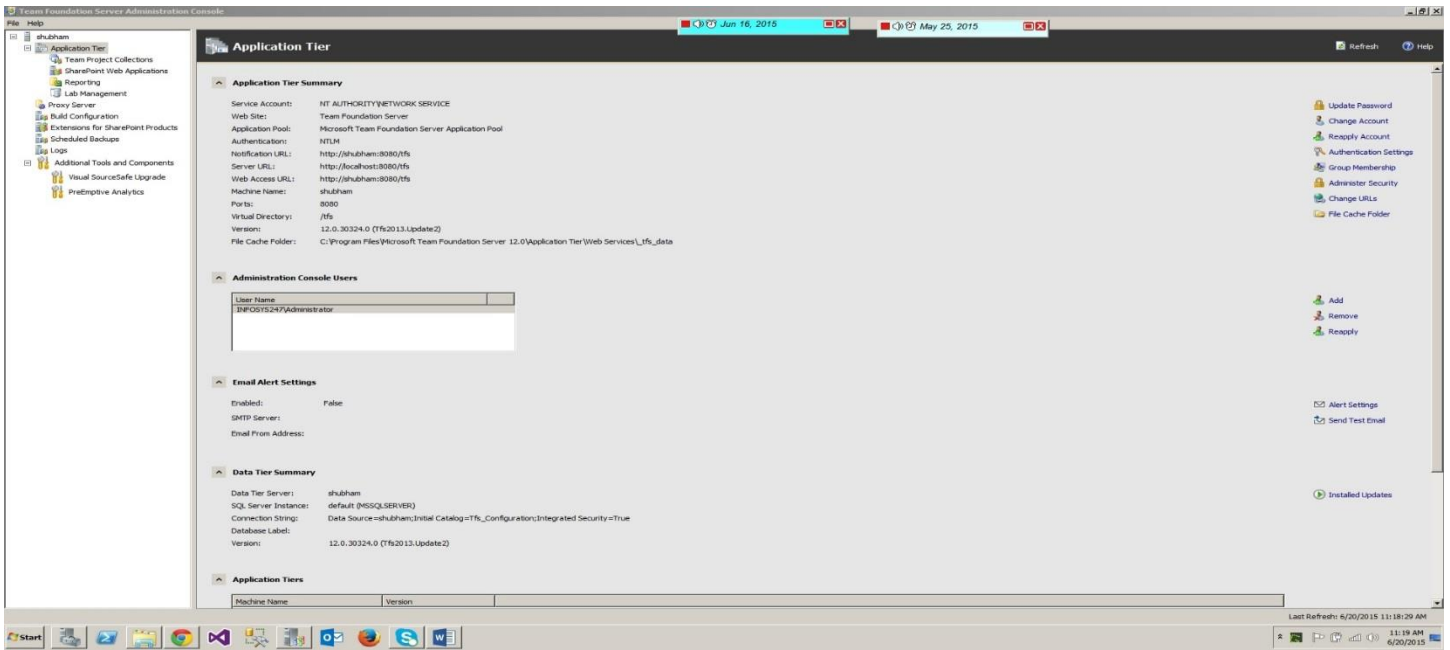 Team Foundation Server Administration Console
File Help
Jun 16, 2015
May 25, 2015
shubham
Application Tier
Team Project Collections
SharePoint Web Applications
Reporting
Lab Management
Proxy Server
Build Configuration
Extensions for SharePoint Products
Scheduled Backups
Logs
Additional Tools and Components
Visual SourceSafe Upgrade
PreEmptive Analytics
Application Tier
Refresh Help
Application Tier Summary
Service Account: NT AUTHORITY\NETWORK SERVICE
Web Site: Team Foundation Server
Application Pool: Microsoft Team Foundation Server Application Pool
Authentication: NTLM
Notification URL: http://shubham:8080/tfs
Server URL: http://localhost:8080/tfs
Web Access URL: http://shubham:8080/tfs
Machine Name: shubham
Ports: 8080
Virtual Directory: /tfs
Version: 12.0.30324.0 (Tfs2013.Update2)
File Cache Folder: C:\Program Files\Microsoft Team Foundation Server 12.0\Application Tier\Web Services\_tfs_data
Update Password
Change Account
Reapply Account
Authentication Settings
Group Membership
Administer Security
Change URLs
File Cache Folder
Administration Console Users
User Name
INFOSYS247\Administrator
Add
Remove
Reapply
Email Alert Settings
Enabled: False
SMTP Server:
Email From Address:
Alert Settings
Send Test Email
Data Tier Summary
Data Tier Server: shubham
SQL Server Instance: default (MSSQLSERVER)
Connection String: Data Source=shubham;Initial Catalog=Tfs_Configuration;Integrated Security=True
Database Label:
Version: 12.0.30324.0 (Tfs2013.Update2)
Installed Updates
Application Tiers
Machine Name Version
Last Refresh: 6/20/2015 11:18:29 AM
Start
11:19 AM
6/20/2015